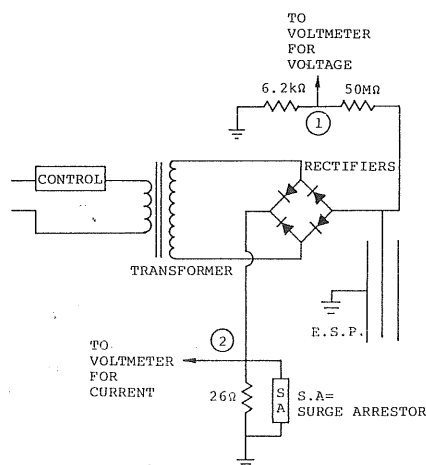 TO
VOLTMETER
FOR
VOLTAGE
6.2kΩ
50MΩ
1
RECTIFIERS
CONTROL
TRANSFORMER
E.S.P.
2
TO
VOLTMETER
FOR
CURRENT
26Ω
SA
S.A=
SURGE ARRESTOR